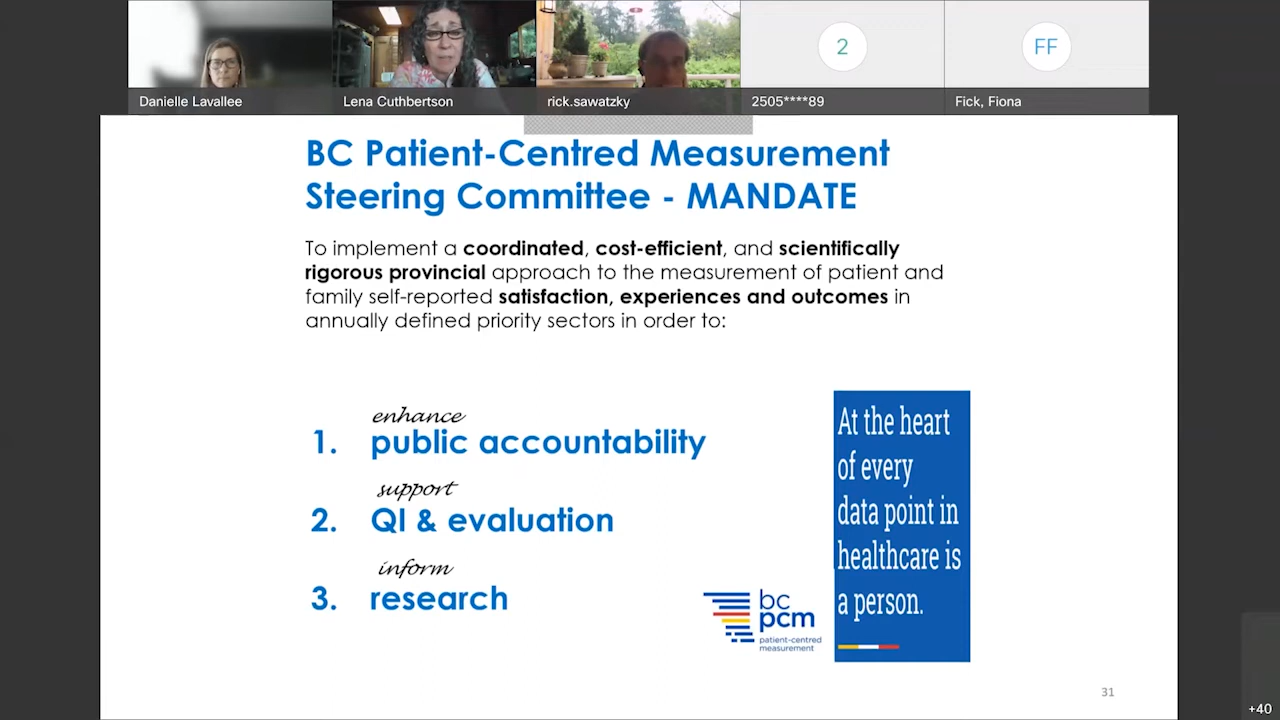 Danielle Lavallee
Lena Cuthbertson
rick.sawatzky
2
2505****89
FF
Fick, Fiona
BC Patient-Centred Measurement
Steering Committee - MANDATE
To implement a coordinated, cost-efficient, and scientifically
rigorous provincial approach to the measurement of patient and
family self-reported satisfaction, experiences and outcomes in
annually defined priority sectors in order to:
enhance
1. public accountability
support
2. QI & evaluation
inform
3. research
bc
pcm
patient-centred
measurement
At the heart
of every
data point in
healthcare is
a person.
31
+40